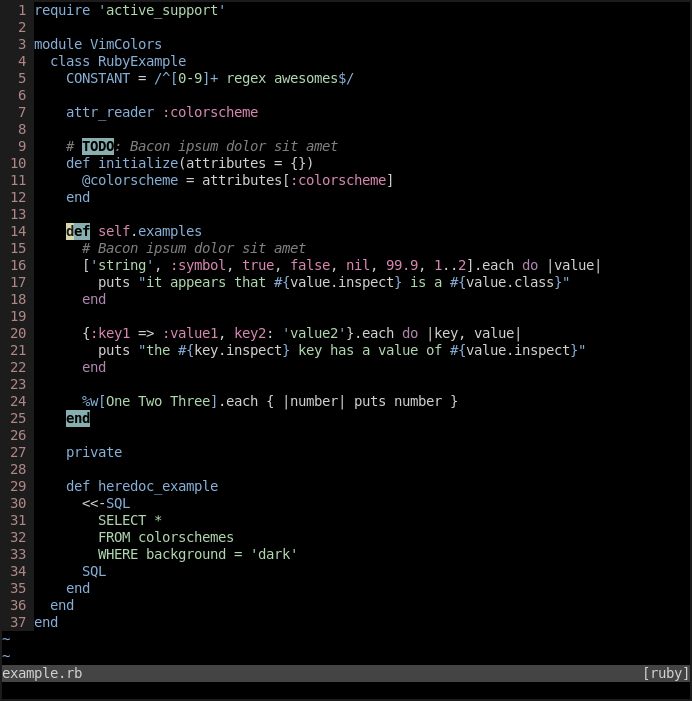 1 require 'active_support'
2
3 module VimColors
4   class RubyExample
5     CONSTANT = /^[0-9]+ regex awesomes$/
6
7     attr_reader :colorscheme
8
9     # TODO: Bacon ipsum dolor sit amet
10     def initialize(attributes = {})
11       @colorscheme = attributes[:colorscheme]
12     end
13
14     def self.examples
15       # Bacon ipsum dolor sit amet
16       ['string', :symbol, true, false, nil, 99.9, 1..2].each do |value|
17         puts "it appears that #{value.inspect} is a #{value.class}"
18       end
19
20       {:key1 => :value1, key2: 'value2'}.each do |key, value|
21         puts "the #{key.inspect} key has a value of #{value.inspect}"
22       end
23
24       %w[One Two Three].each { |number| puts number }
25     end
26
27     private
28
29     def heredoc_example
30       <<-SQL
31         SELECT *
32         FROM colorschemes
33         WHERE background = 'dark'
34       SQL
35     end
36   end
37 end
~
~
example.rb [ruby]